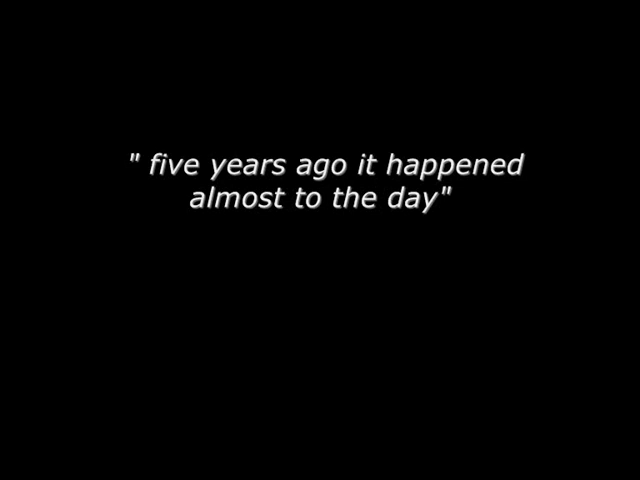 " five years ago it happened
almost to the day"